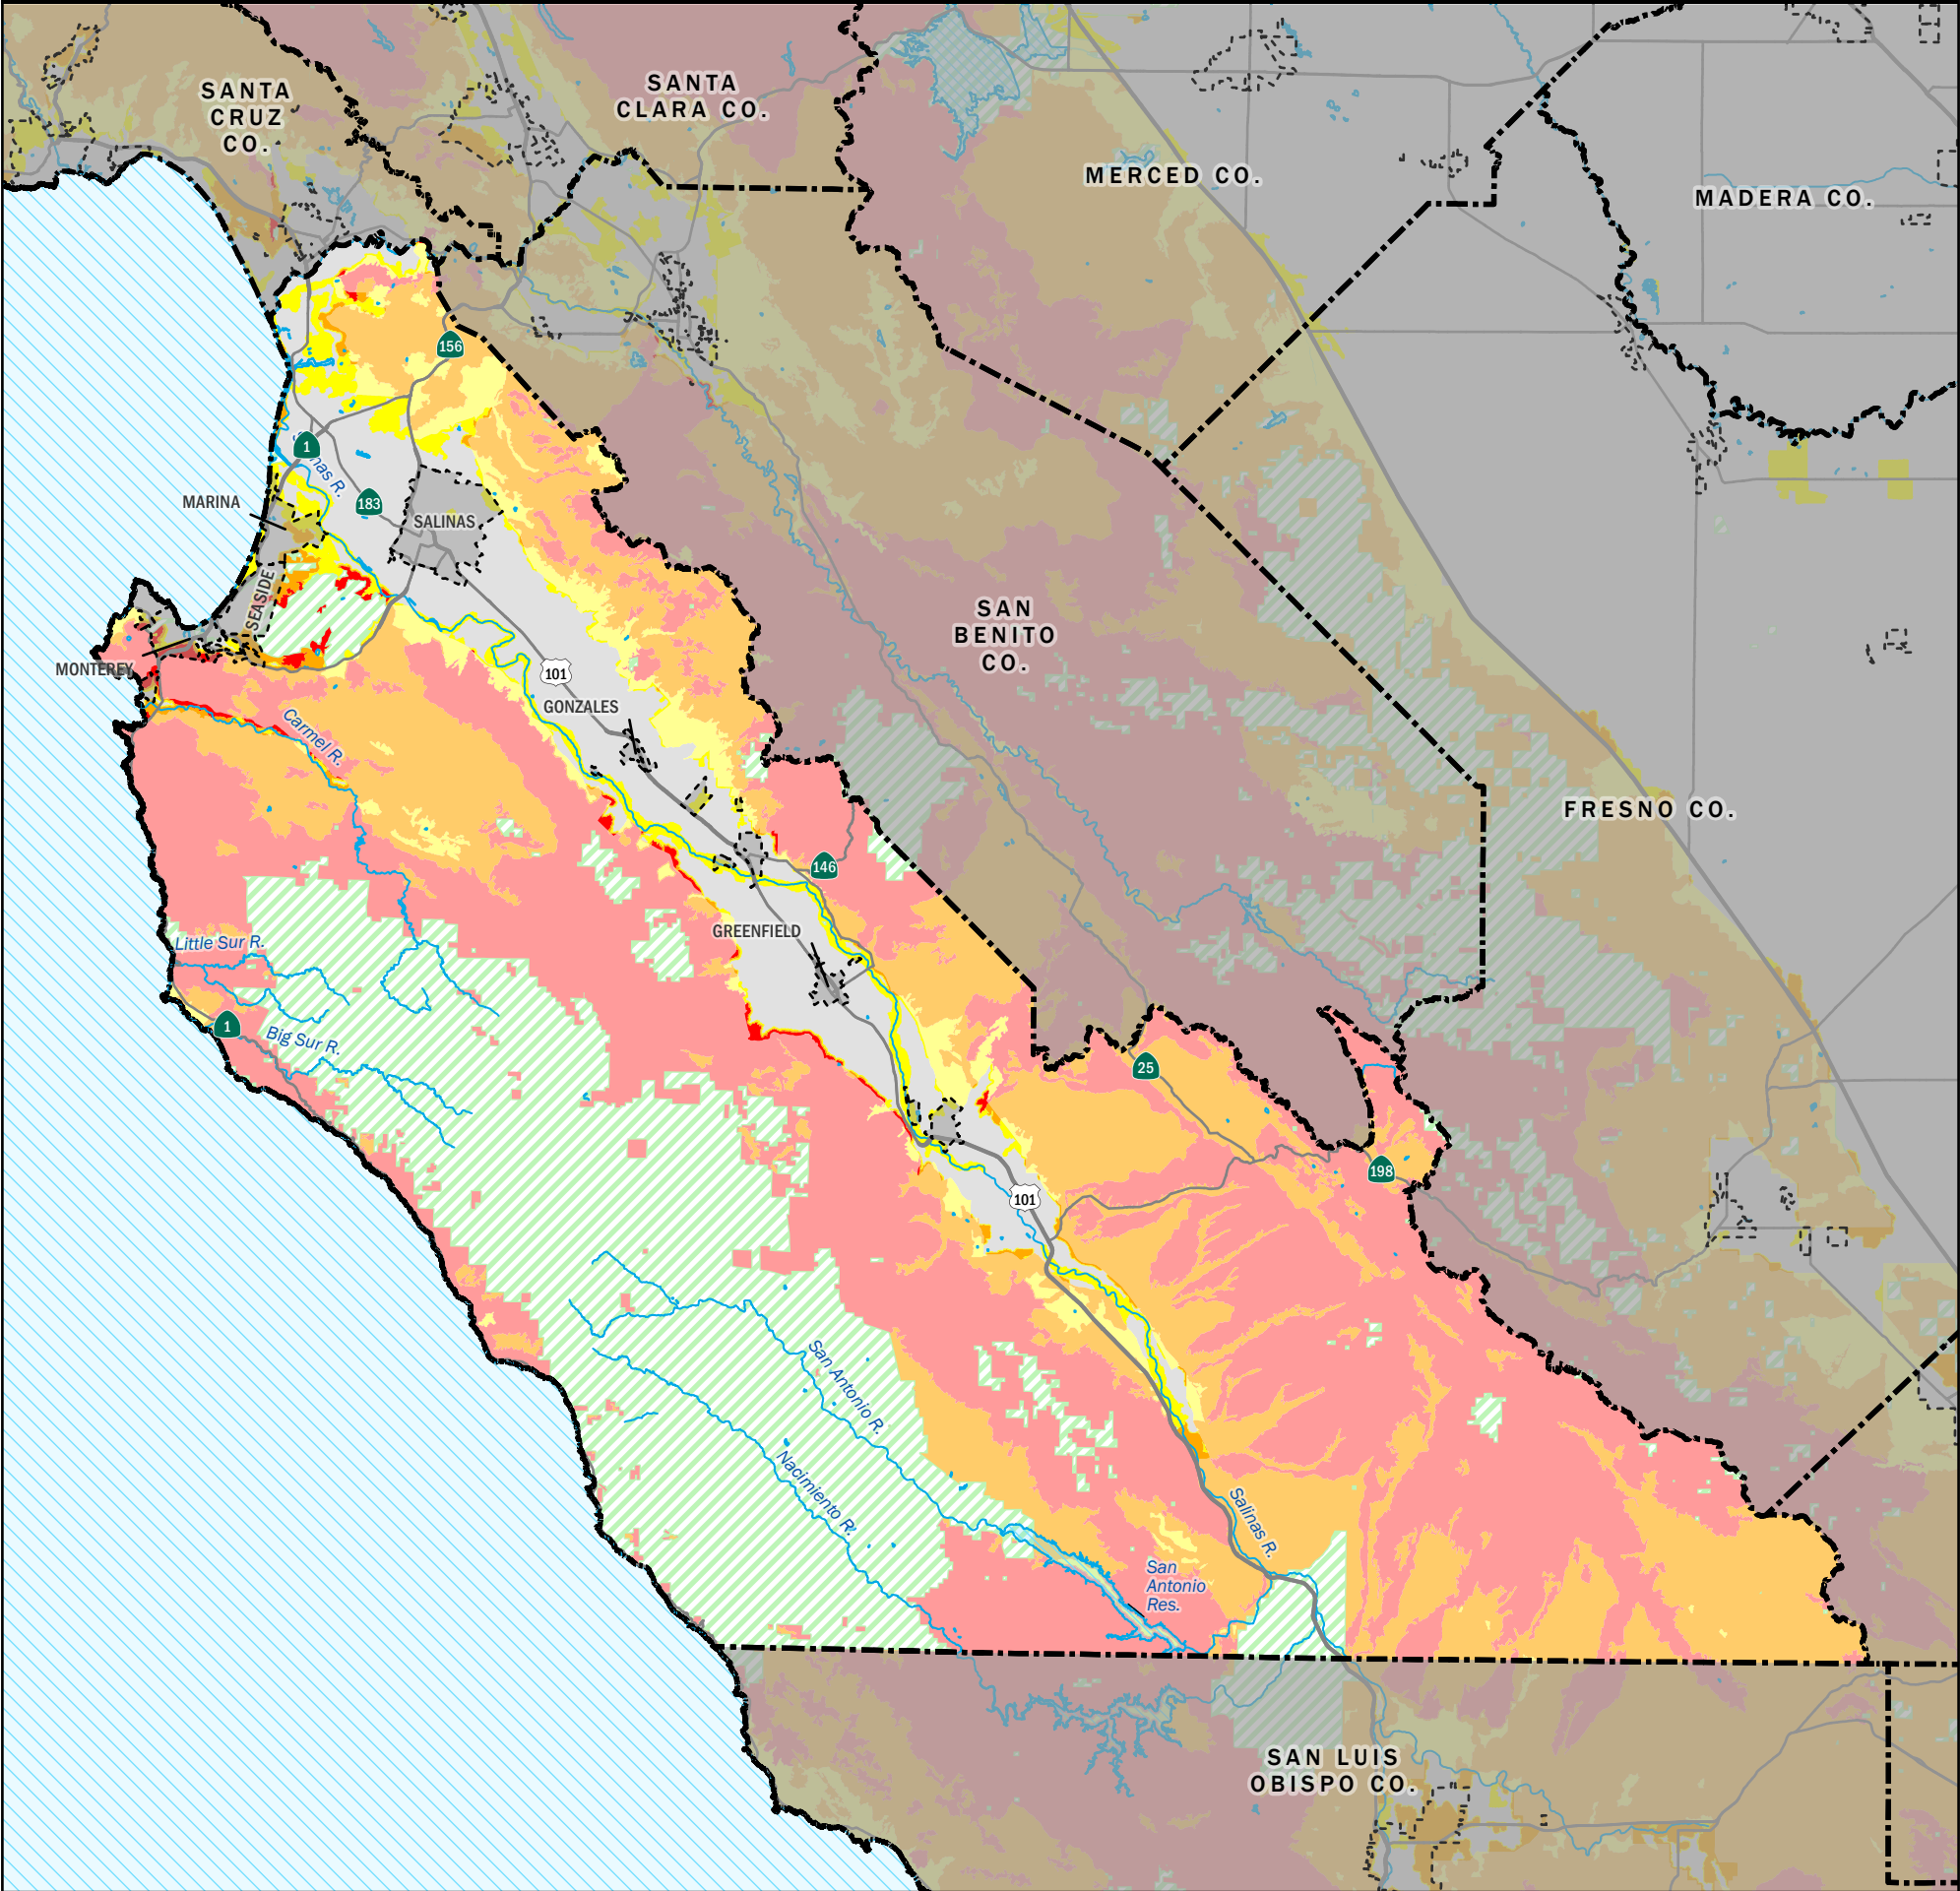 SANTA
CRUZ
CO.
SANTA
CLARA CO.
MERCED CO.
MADERA CO.
156
1
nas R.
183
MARINA
SALINAS
SEASIDE
MONTEREY
SAN
BENITO
CO.
101
GONZALES
Carmel R.
FRESNO CO.
146
GREENFIELD
Little Sur R.
1
Big Sur R.
25
198
101
San Antonio R.
Nacimiento R.
Salinas R.
San
Antonio
Res.
SAN LUIS
OBISPO CO.